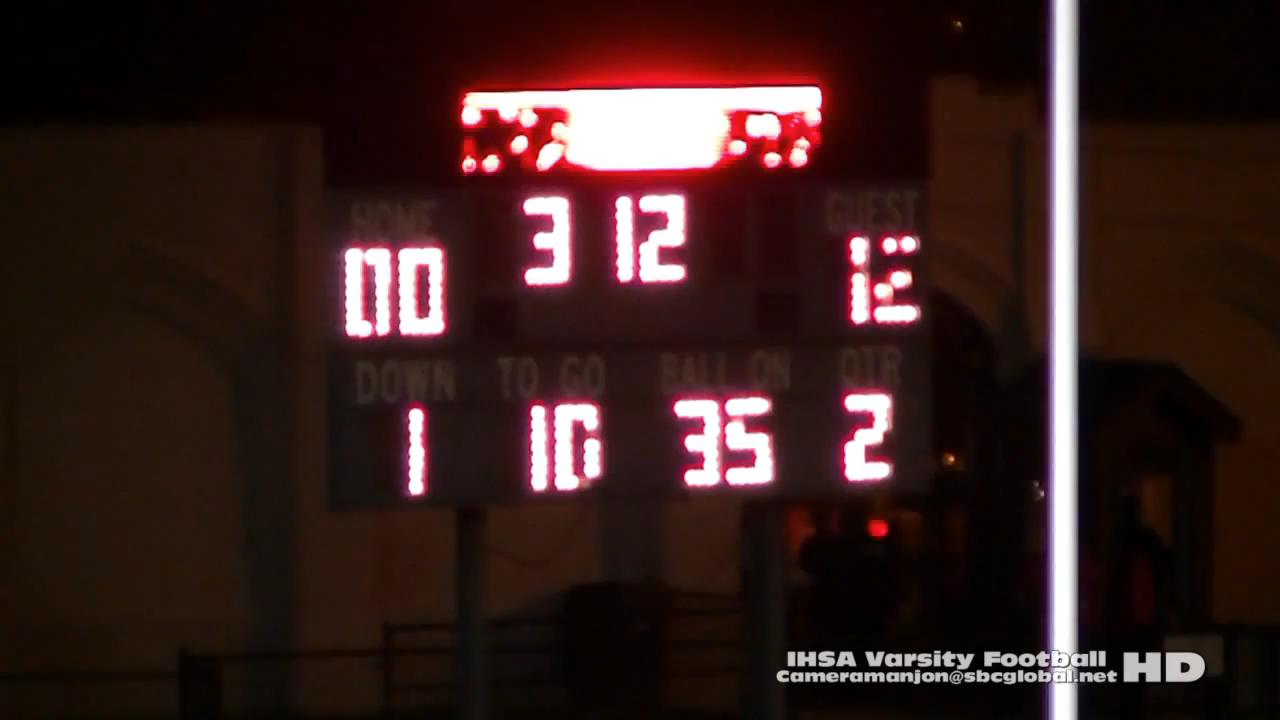 HOME 3 12 GUEST
00 12
DOWN TO GO BALL ON QTR
1 10 35 2
IHSA Varsity Football HD
Cameramanjon@sbcglobal.net